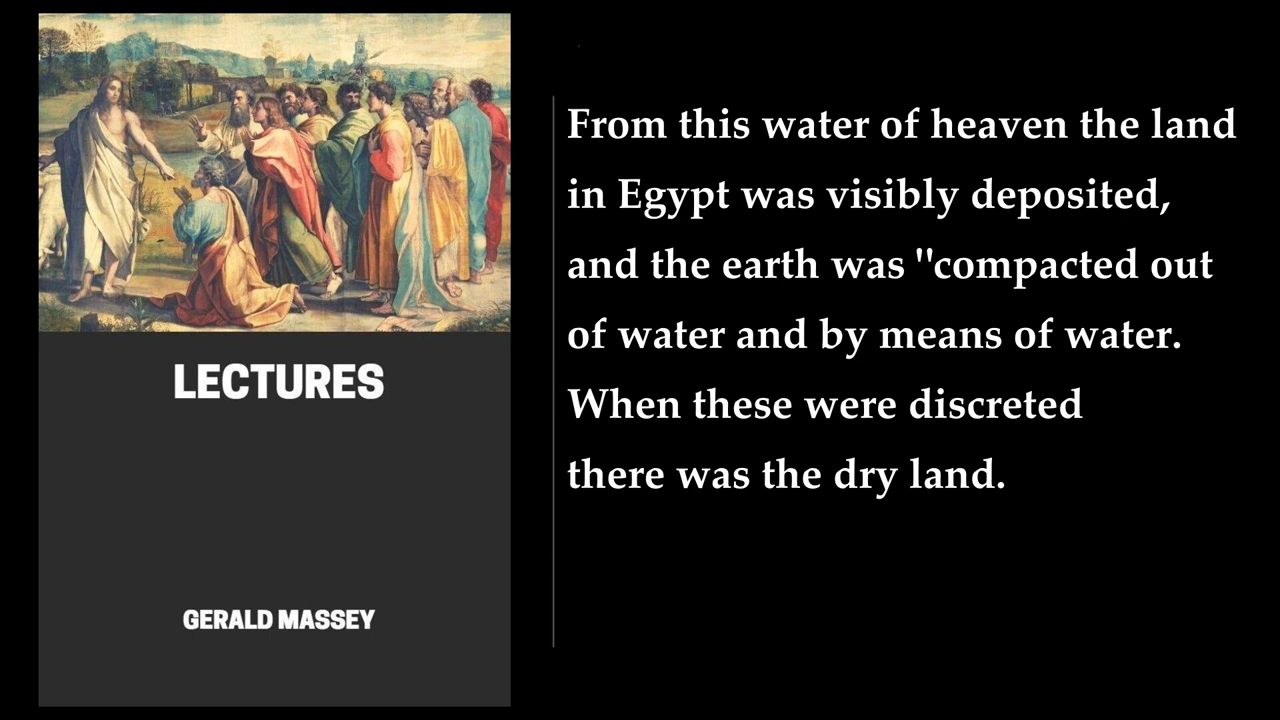 LECTURES
GERALD MASSEY
From this water of heaven the land
in Egypt was visibly deposited,
and the earth was "compacted out
of water and by means of water.
When these were discreted
there was the dry land.